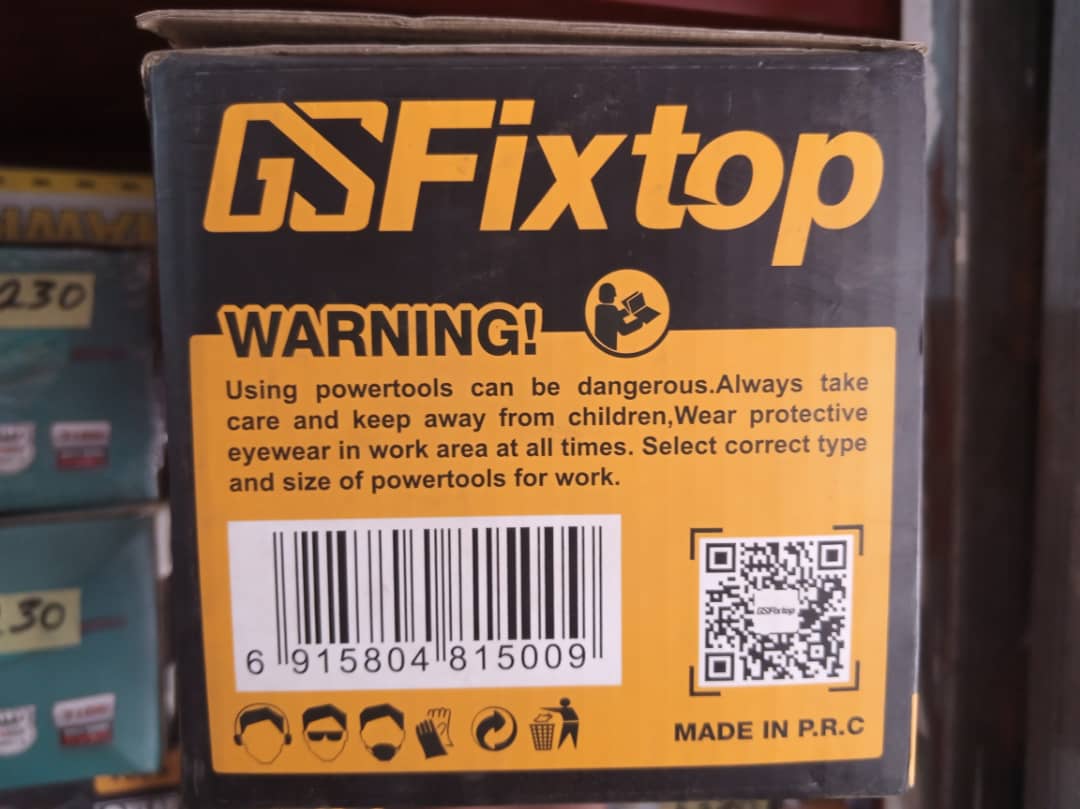 GSFixtop
WARNING!
Using powertools can be dangerous.Always take
care and keep away from children,Wear protective
eyewear in work area at all times. Select correct type
and size of powertools for work.
6 915804 815009
GSFixtop
MADE IN P.R.C
230
230